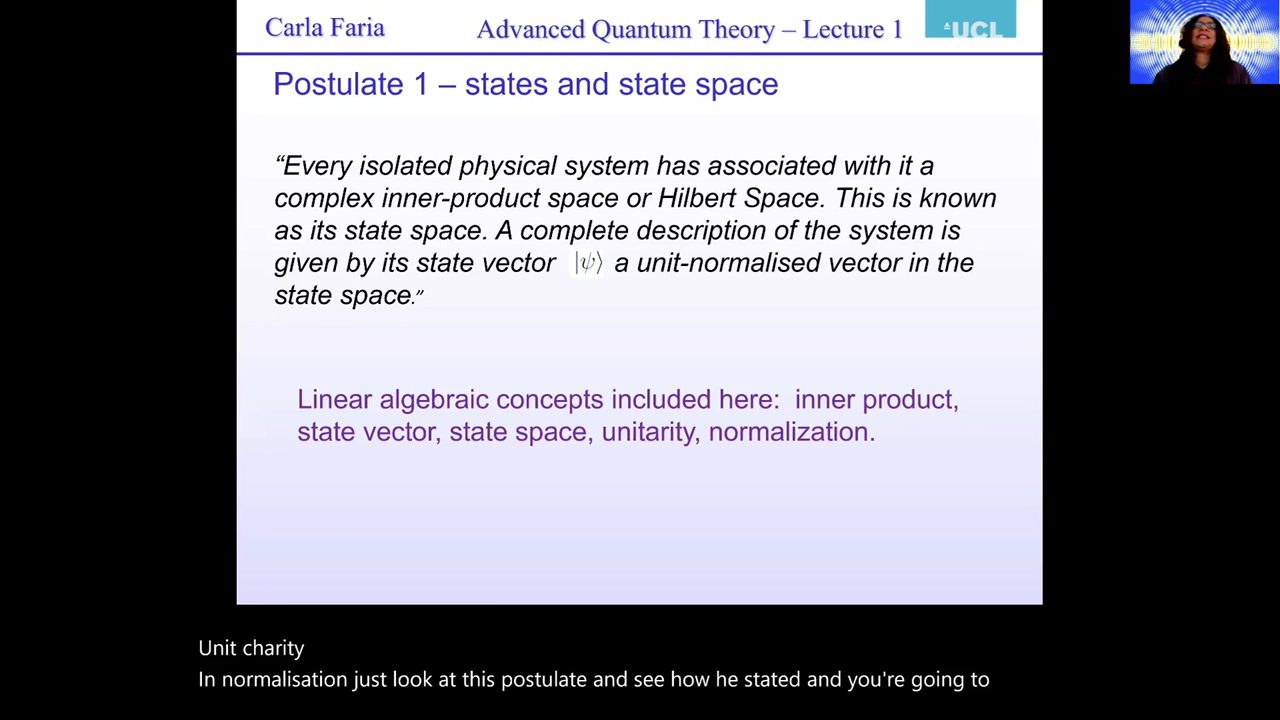 Carla Faria
Advanced Quantum Theory – Lecture 1
UCL
Postulate 1 – states and state space
“Every isolated physical system has associated with it a
complex inner-product space or Hilbert Space. This is known
as its state space. A complete description of the system is
given by its state vector |ψ⟩ a unit-normalised vector in the
state space.”
Linear algebraic concepts included here: inner product,
state vector, state space, unitarity, normalization.
Unit charity
In normalisation just look at this postulate and see how he stated and you're going to